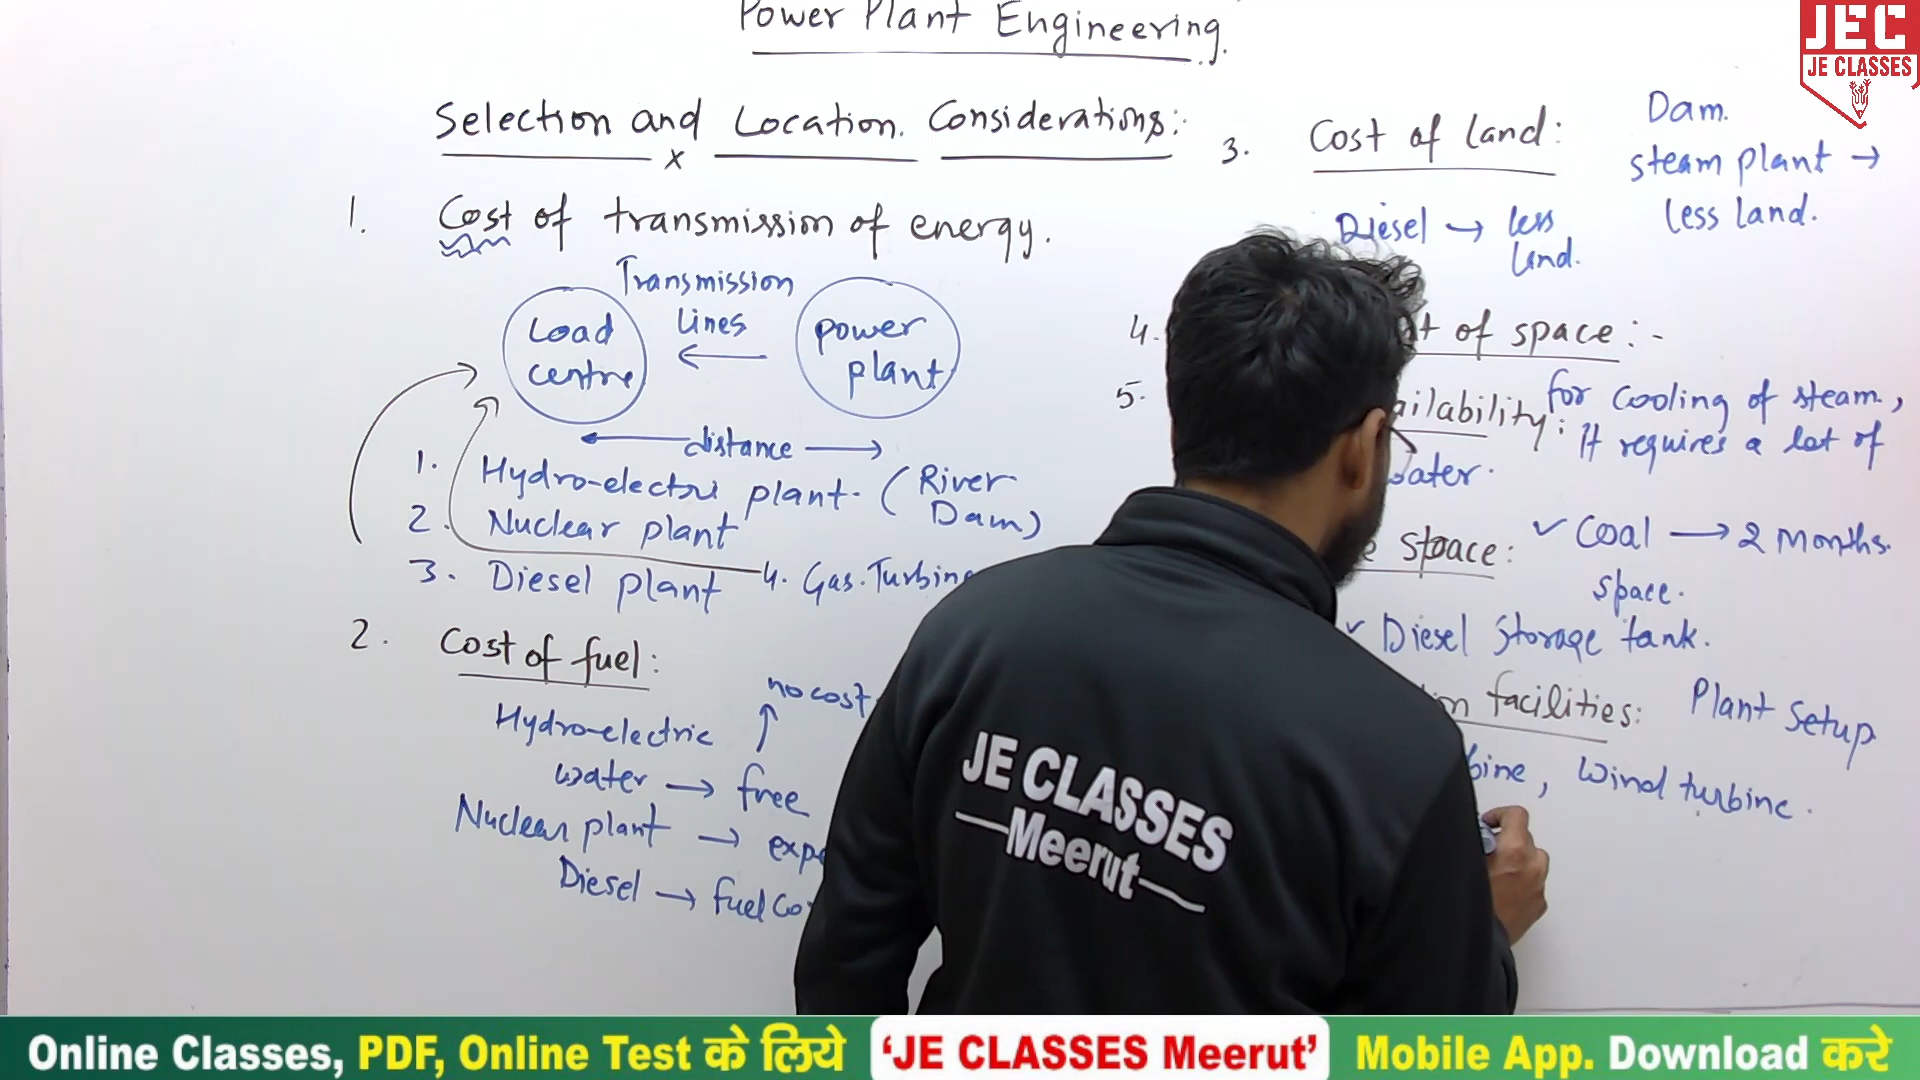 Power Plant Engineering.
Selection and Location. Considerations:
x
1. Cost of transmission of energy.
Transmission
Lines
Load
centre
power
plant
distance
1. Hydro-electric plant. (River
Dam)
2. Nuclear plant
3. Diesel plant 4. Gas. Turbine
2. Cost of fuel:
no cost
Hydro-electric
water → free
Nuclear plant →
Diesel → fuel
3. Cost of land:
Dam.
steam plant →
less land.
Diesel → less
land.
4. of space:-
5. for cooling of steam,
It requires a lot of
water.
space: ✓ Coal → 2 Months.
space.
✓ Diesel storage tank.
facilities: Plant Setup
, Wind turbine.
JE CLASSES
Meerut
JEC
JE CLASSES
Online Classes, PDF, Online Test के लिये 'JE CLASSES Meerut' Mobile App. Download करे